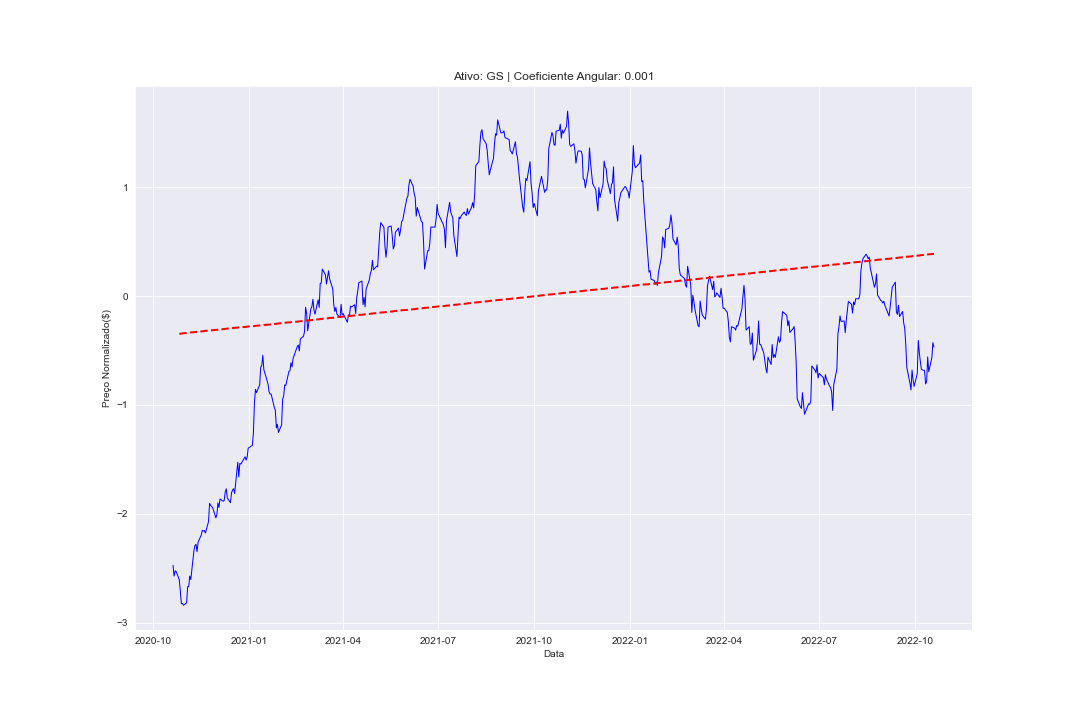 Ativo: GS | Coeficiente Angular: 0.001
Preço Normalizado($)
1
0
−1
−2
−3
2020-10 2021-01 2021-04 2021-07 2021-10 2022-01 2022-04 2022-07 2022-10
Data